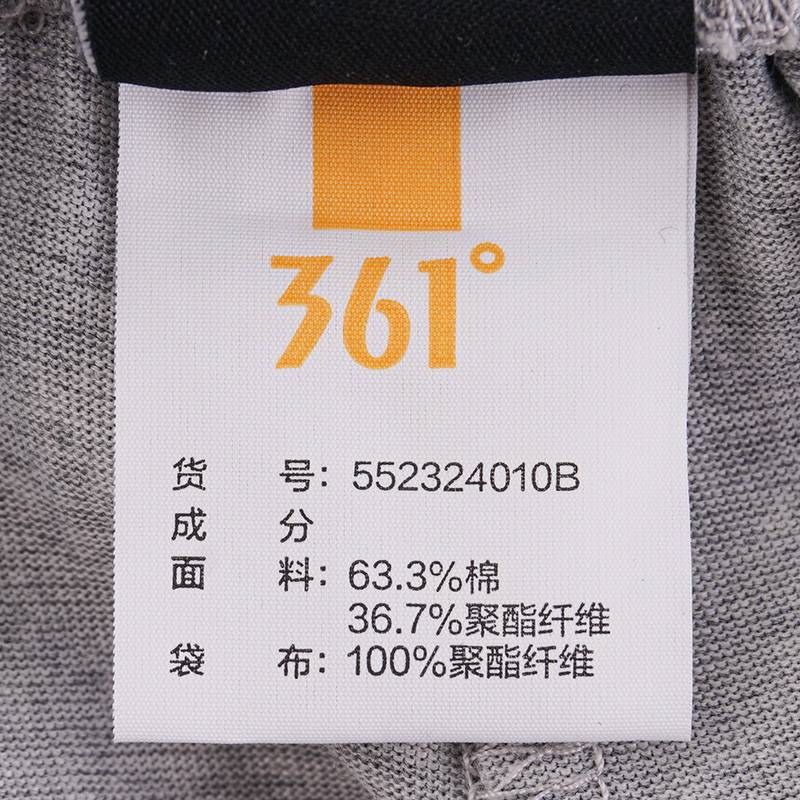 361°
货号：552324010B
成分
面料：63.3%棉
36.7%聚酯纤维
袋布：100%聚酯纤维